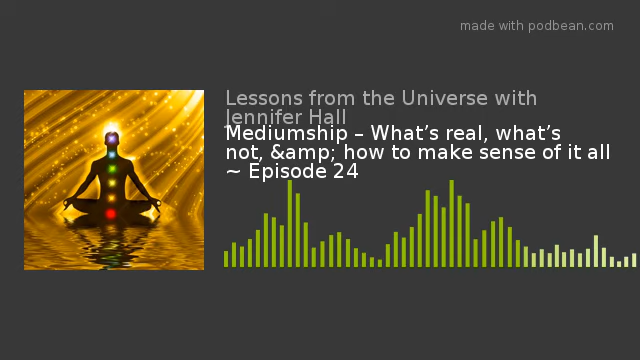 made with podbean.com
Lessons from the Universe with
Jennifer Hall
Mediumship – What’s real, what’s
not, &amp; how to make sense of it all
~ Episode 24